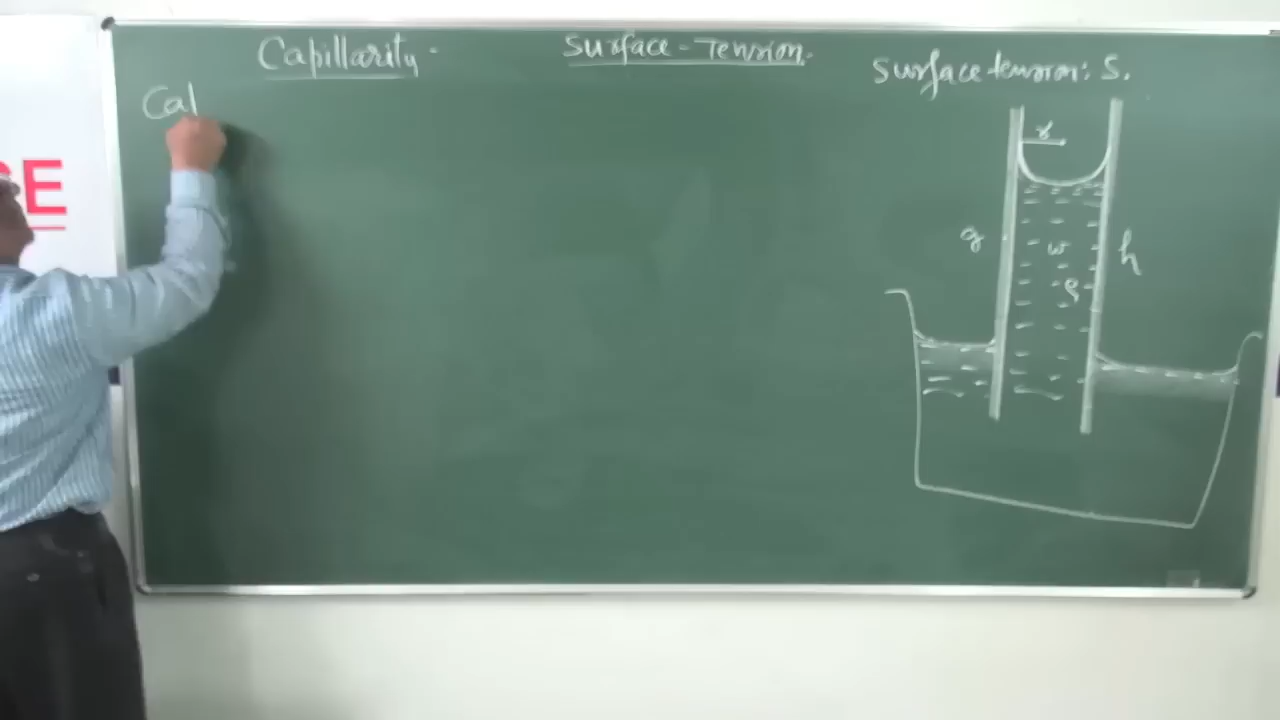 Capillarity.
Surface-Tension.
Surface tension: S.
Cal
r
g
w
h
ρ
E